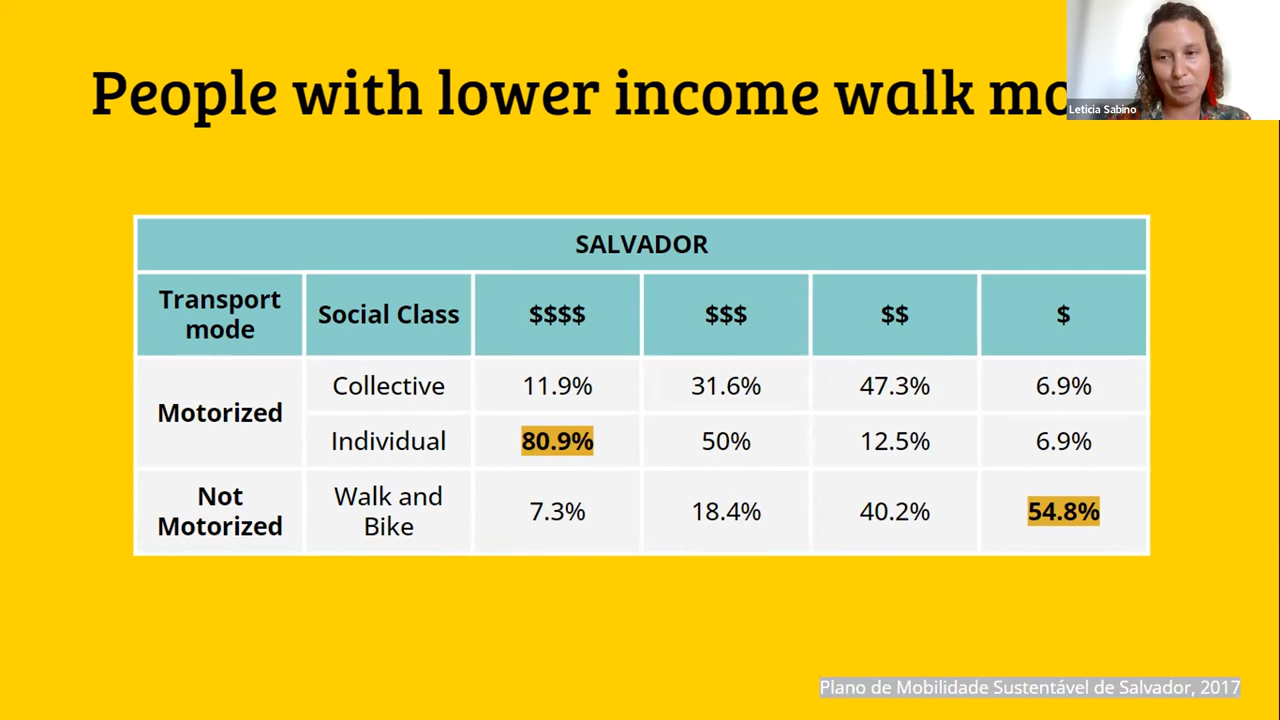 People with lower income walk mo
Leticia Sabino
SALVADOR
Transport mode Social Class $$$$ $$$ $$ $
Motorized Collective 11.9% 31.6% 47.3% 6.9%
Individual 80.9% 50% 12.5% 6.9%
Not Motorized Walk and Bike 7.3% 18.4% 40.2% 54.8%
Plano de Mobilidade Sustentável de Salvador, 2017